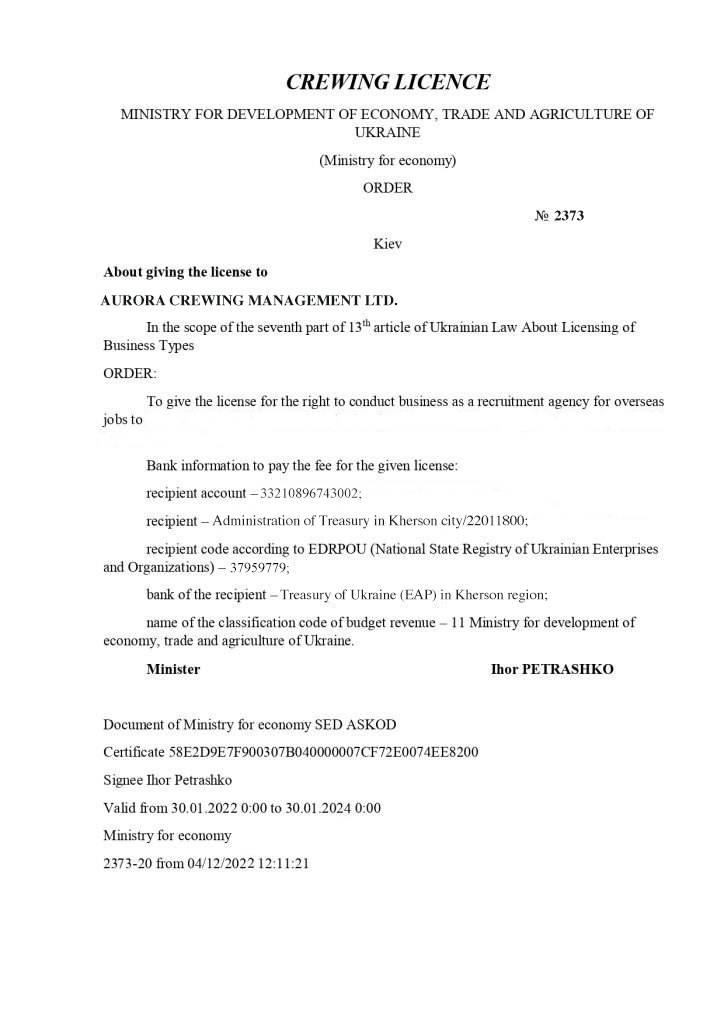 CREWING LICENCE
MINISTRY FOR DEVELOPMENT OF ECONOMY, TRADE AND AGRICULTURE OF
UKRAINE
(Ministry for economy)
ORDER
№ 2373
Kiev
About giving the license to
AURORA CREWING MANAGEMENT LTD.
In the scope of the seventh part of 13th article of Ukrainian Law About Licensing of
Business Types
ORDER:
To give the license for the right to conduct business as a recruitment agency for overseas
jobs to
Bank information to pay the fee for the given license:
recipient account – 33210896743002;
recipient – Administration of Treasury in Kherson city/22011800;
recipient code according to EDRPOU (National State Registry of Ukrainian Enterprises
and Organizations) – 37959779;
bank of the recipient – Treasury of Ukraine (EAP) in Kherson region;
name of the classification code of budget revenue – 11 Ministry for development of
economy, trade and agriculture of Ukraine.
Minister Ihor PETRASHKO
Document of Ministry for economy SED ASKOD
Certificate 58E2D9E7F900307B040000007CF72E0074EE8200
Signee Ihor Petrashko
Valid from 30.01.2022 0:00 to 30.01.2024 0:00
Ministry for economy
2373-20 from 04/12/2022 12:11:21